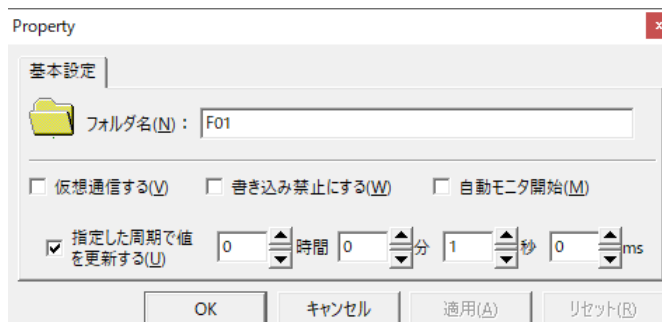 Property
基本設定
フォルダ名(N)： F01
仮想通信する(V) 書き込み禁止にする(W) 自動モニタ開始(M)
指定した周期で値
を更新する(U) 0 時間 0 分 1 秒 0 ms
OK キャンセル 適用(A) リセット(R)